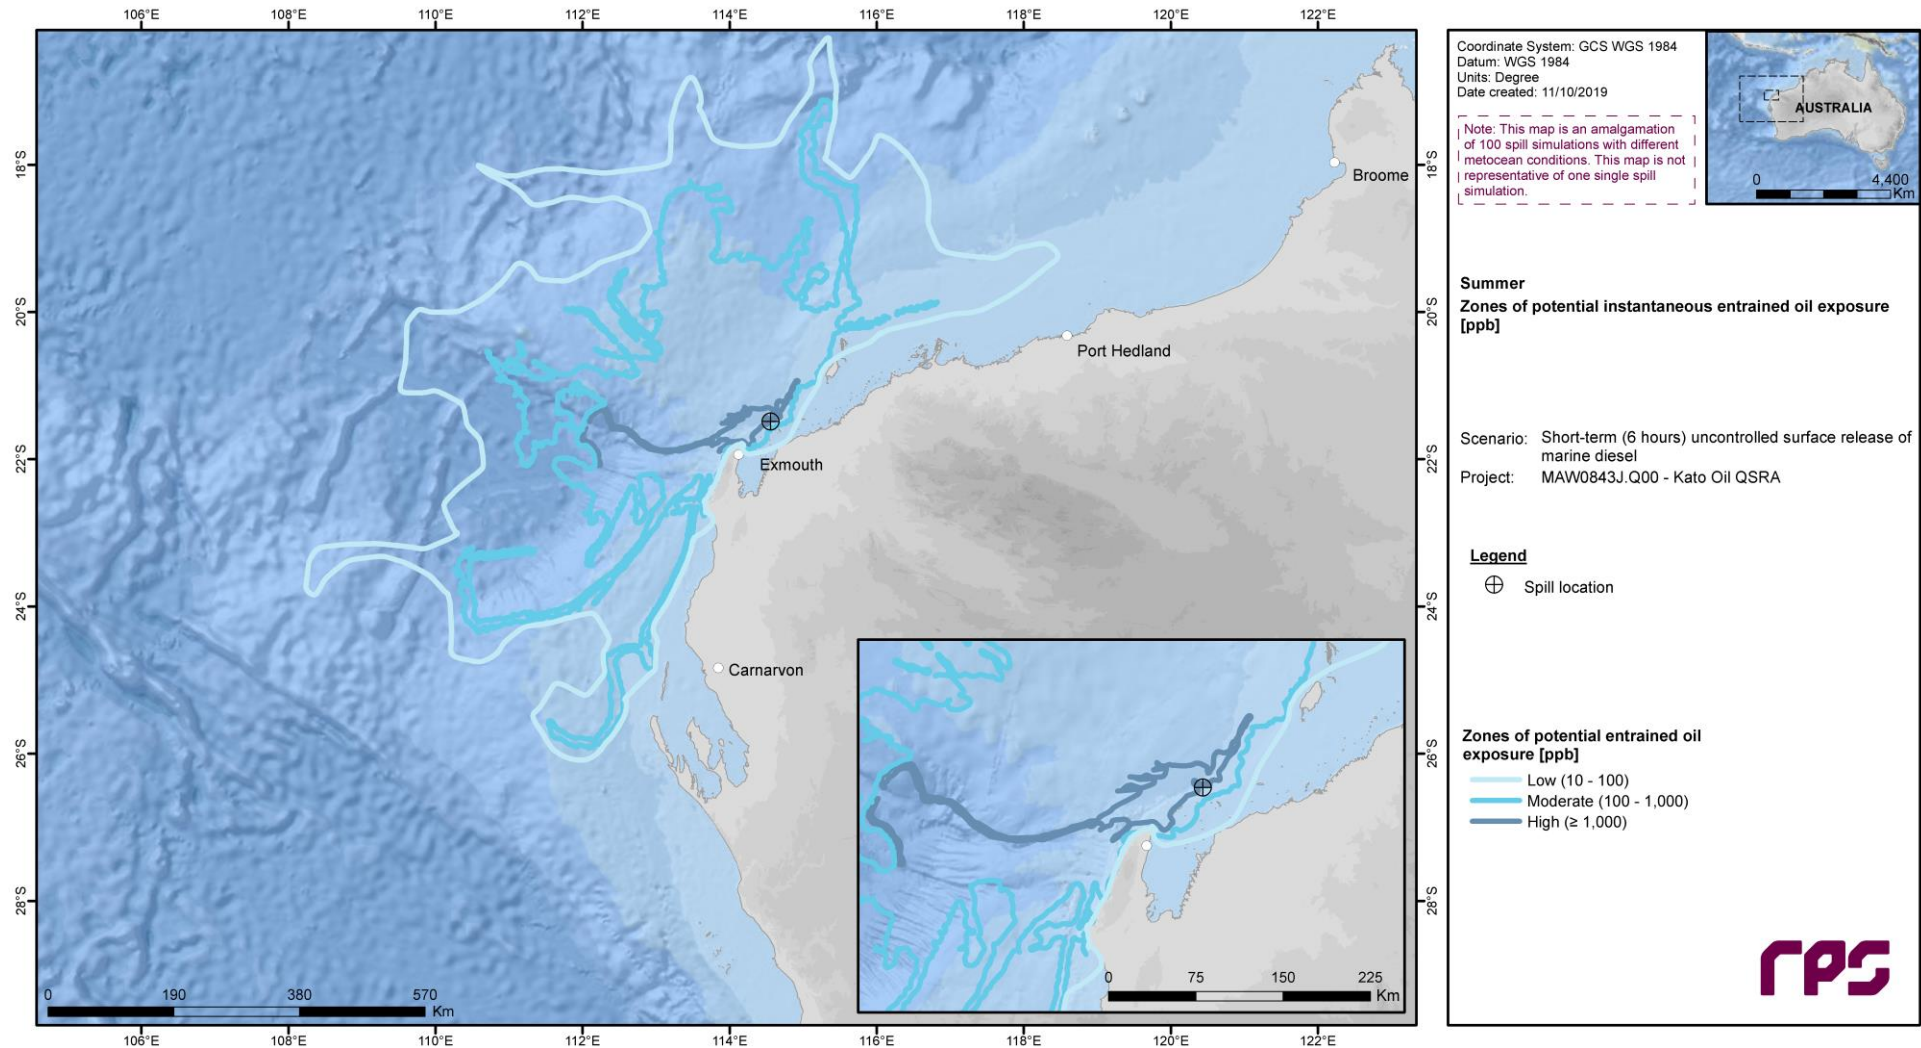 106°E 108°E 110°E 112°E 114°E 116°E 118°E 120°E 122°E
18°S
20°S
22°S
24°S
26°S
28°S
Broome
Port Hedland
Exmouth
Carnarvon
0 190 380 570
Km
0 75 150 225
Km
18°S
20°S
22°S
24°S
26°S
28°S
106°E 108°E 110°E 112°E 114°E 116°E 118°E 120°E 122°E
Coordinate System: GCS WGS 1984
Datum: WGS 1984
Units: Degree
Date created: 11/10/2019
Note: This map is an amalgamation
of 100 spill simulations with different
metocean conditions. This map is not
representative of one single spill
simulation.
AUSTRALIA
0 4,400
Km
Summer
Zones of potential instantaneous entrained oil exposure
[ppb]
Scenario: Short-term (6 hours) uncontrolled surface release of
marine diesel
Project: MAW0843J.Q00 - Kato Oil QSRA
Legend
Spill location
Zones of potential entrained oil
exposure [ppb]
Low (10 - 100)
Moderate (100 - 1,000)
High (≥ 1,000)
rps